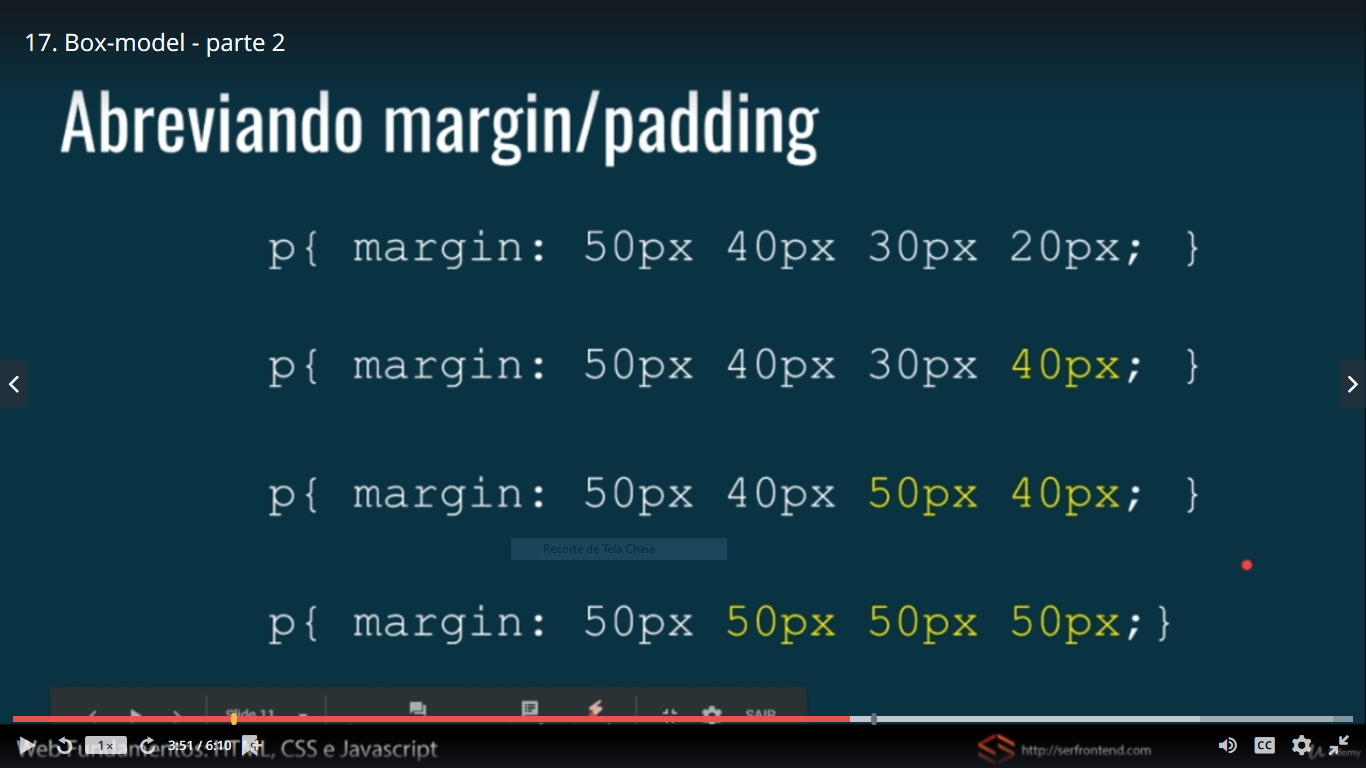 17. Box-model - parte 2
Abreviando margin/padding
p{ margin: 50px 40px 30px 20px; }
p{ margin: 50px 40px 30px 40px; }
p{ margin: 50px 40px 50px 40px; }
Recorte de Tela Cheia
p{ margin: 50px 50px 50px 50px;}
Slide 11
SAIR
1x
3:51 / 6:10
Web Fundamentos: HTML, CSS e Javascript
http://serfrontend.com
CC